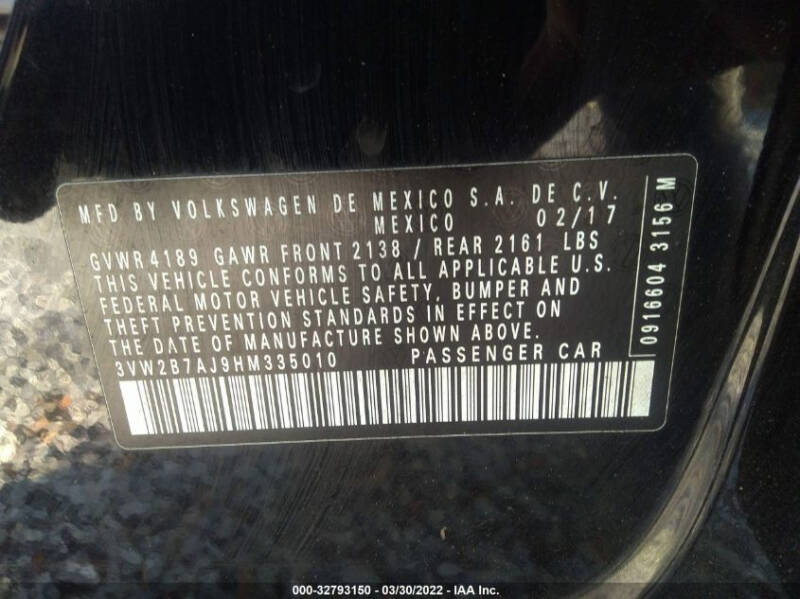 MFD BY VOLKSWAGEN DE MEXICO S.A. DE C.V.
MEXICO 02/17
GVWR 4189 GAWR FRONT 2138 / REAR 2161 LBS
THIS VEHICLE CONFORMS TO ALL APPLICABLE U.S.
FEDERAL MOTOR VEHICLE SAFETY, BUMPER AND
THEFT PREVENTION STANDARDS IN EFFECT ON
THE DATE OF MANUFACTURE SHOWN ABOVE.
3VW2B7AJ9HM335010 PASSENGER CAR
0916604 3156 M
000-32793150 - 03/30/2022 - IAA Inc.